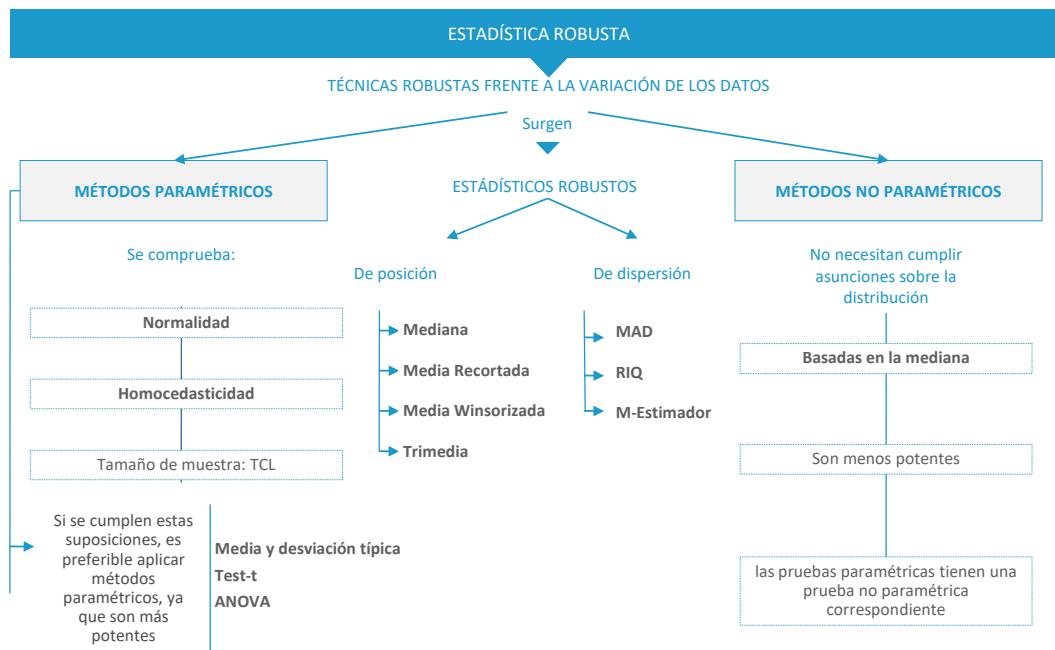 ESTADÍSTICA ROBUSTA
TÉCNICAS ROBUSTAS FRENTE A LA VARIACIÓN DE LOS DATOS
Surgen
MÉTODOS PARAMÉTRICOS
Se comprueba:
Normalidad
Homocedasticidad
Tamaño de muestra: TCL
Si se cumplen estas
suposiciones, es
preferible aplicar
métodos
paramétricos, ya
que son más
potentes
Media y desviación típica
Test-t
ANOVA
ESTÁDÍSTICOS ROBUSTOS
De posición
Mediana
Media Recortada
Media Winsorizada
Trimedia
De dispersión
MAD
RIQ
M-Estimador
MÉTODOS NO PARAMÉTRICOS
No necesitan cumplir
asunciones sobre la
distribución
Basadas en la mediana
Son menos potentes
las pruebas paramétricas tienen una
prueba no paramétrica
correspondiente